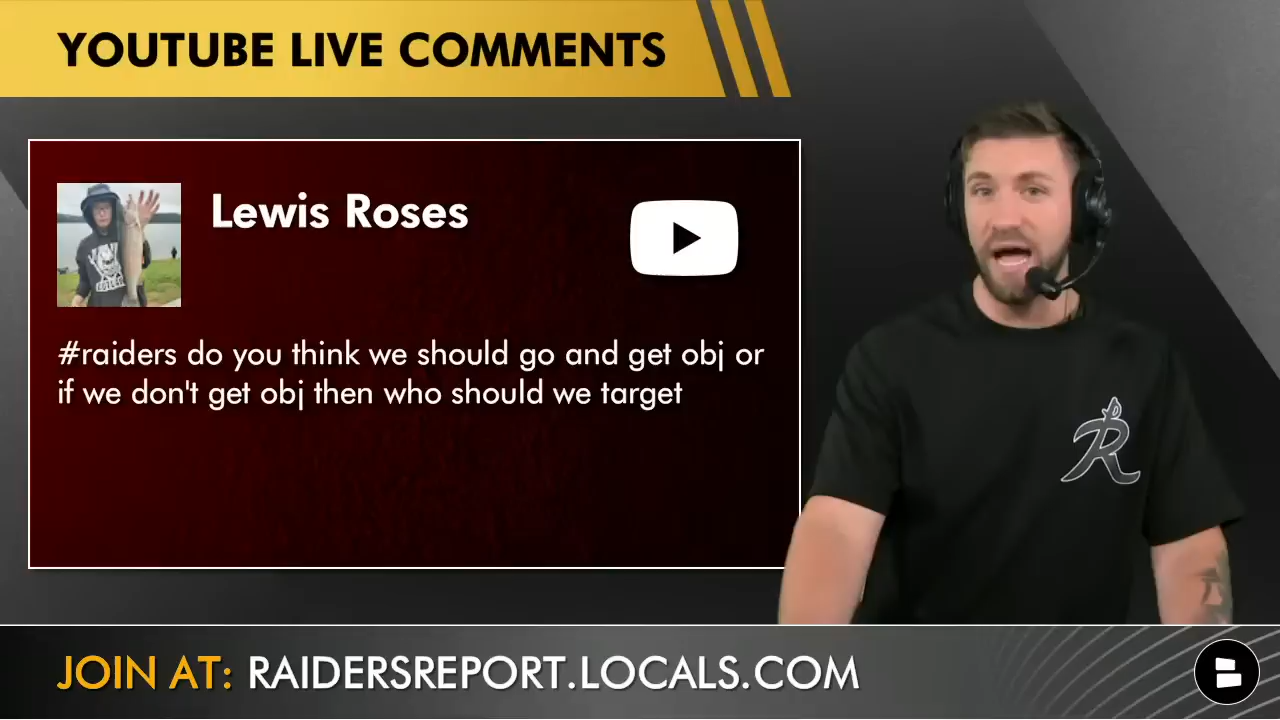 YOUTUBE LIVE COMMENTS
Lewis Roses
#raiders do you think we should go and get obj or
if we don't get obj then who should we target
R
JOIN AT: RAIDERSREPORT.LOCALS.COM